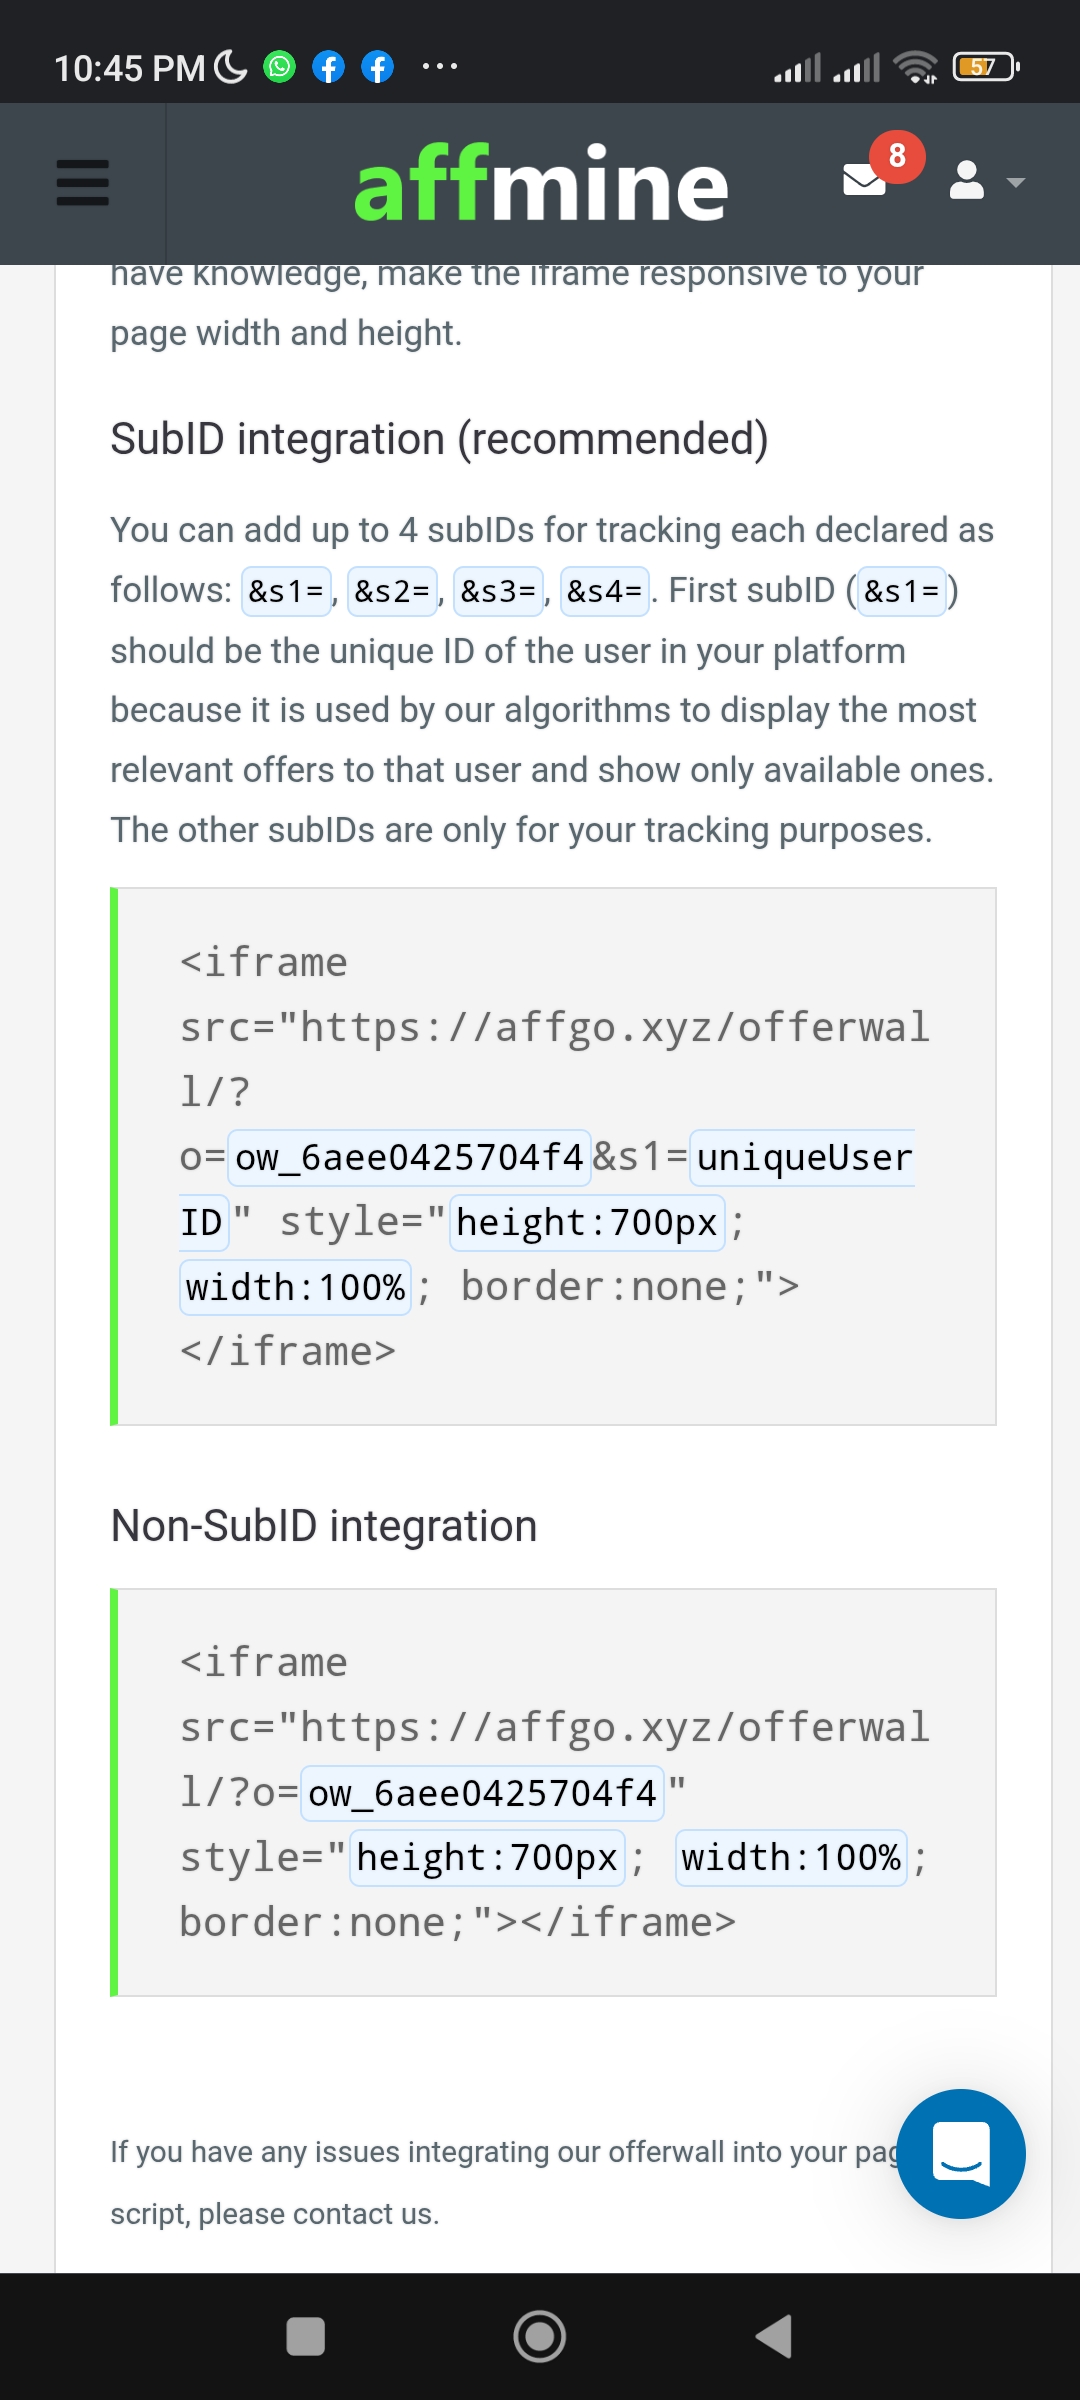 10:45 PM
57
affmine
8
have knowledge, make the iframe responsive to your
page width and height.
SubID integration (recommended)
You can add up to 4 subIDs for tracking each declared as
follows: &s1=, &s2=, &s3=, &s4=. First subID (&s1=)
should be the unique ID of the user in your platform
because it is used by our algorithms to display the most
relevant offers to that user and show only available ones.
The other subIDs are only for your tracking purposes.
<iframe
src="https://affgo.xyz/offerwal
l/?
o=ow_6aee0425704f4&s1=uniqueUser
ID" style="height:700px;
width:100%; border:none;">
</iframe>
Non-SubID integration
<iframe
src="https://affgo.xyz/offerwal
l/?o=ow_6aee0425704f4"
style="height:700px; width:100%;
border:none;"></iframe>
If you have any issues integrating our offerwall into your pag
script, please contact us.